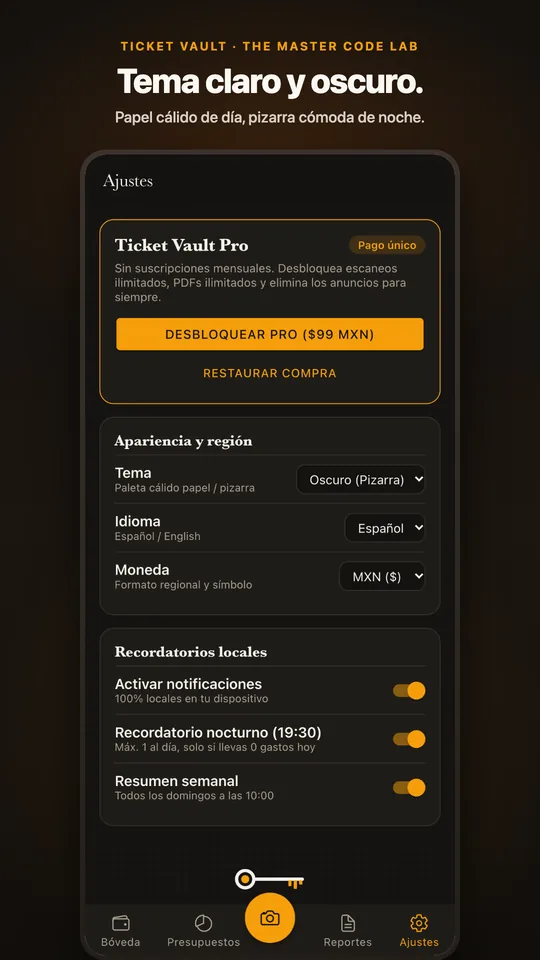 TICKET VAULT · THE MASTER CODE LAB
Tema claro y oscuro.
Papel cálido de día, pizarra cómoda de noche.
Ajustes
Ticket Vault Pro
Pago único
Sin suscripciones mensuales. Desbloquea escaneos
ilimitados, PDFs ilimitados y elimina los anuncios para
siempre.
DESBLOQUEAR PRO ($99 MXN)
RESTAURAR COMPRA
Apariencia y región
Tema
Paleta cálido papel / pizarra
Oscuro (Pizarra)
Idioma
Español / English
Español
Moneda
Formato regional y símbolo
MXN ($)
Recordatorios locales
Activar notificaciones
100% locales en tu dispositivo
Recordatorio nocturno (19:30)
Máx. 1 al día, solo si llevas 0 gastos hoy
Resumen semanal
Todos los domingos a las 10:00
Bóveda
Presupuestos
Reportes
Ajustes